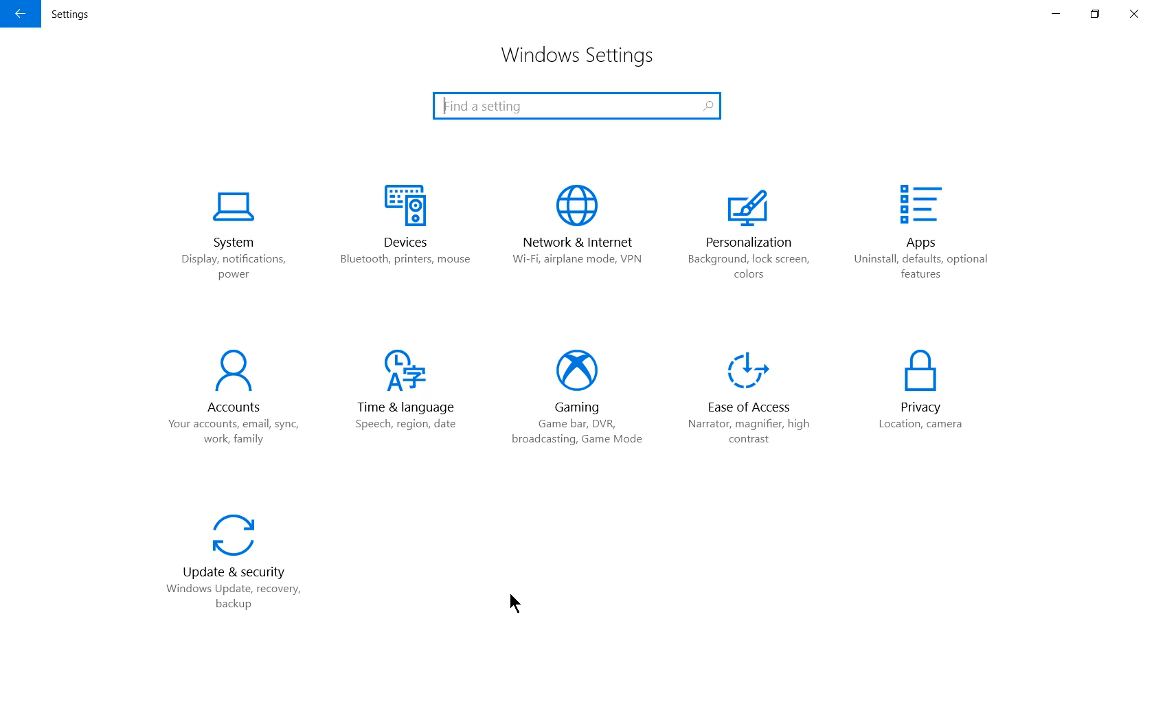 Settings
Windows Settings
Find a setting
System
Display, notifications,
power
Devices
Bluetooth, printers, mouse
Network & Internet
Wi-Fi, airplane mode, VPN
Personalization
Background, lock screen,
colors
Apps
Uninstall, defaults, optional
features
Accounts
Your accounts, email, sync,
work, family
Time & language
Speech, region, date
Gaming
Game bar, DVR,
broadcasting, Game Mode
Ease of Access
Narrator, magnifier, high
contrast
Privacy
Location, camera
Update & security
Windows Update, recovery,
backup